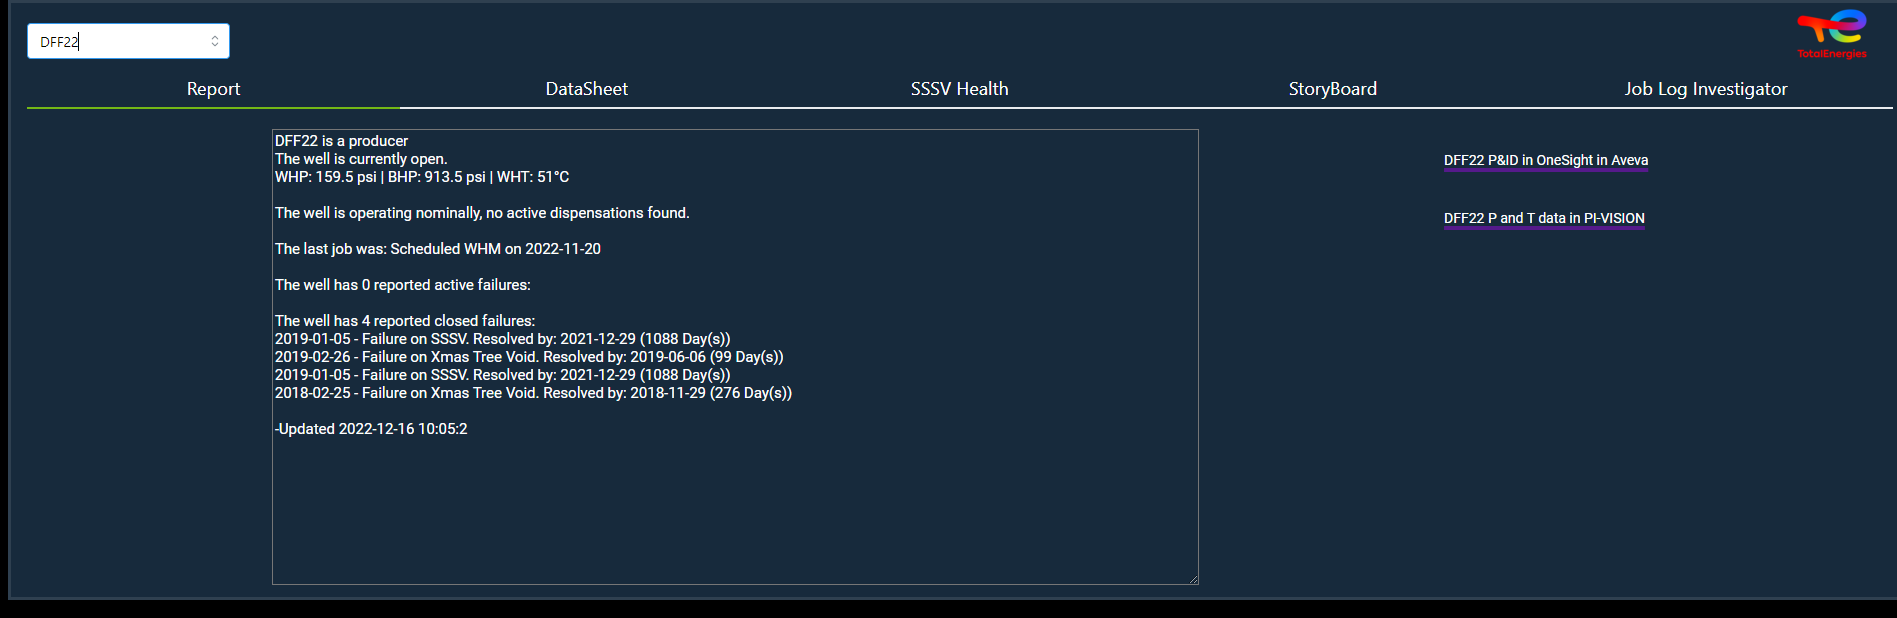 DFF22
TotalEnergies
Report
DataSheet
SSSV Health
StoryBoard
Job Log Investigator
DFF22 is a producer
The well is currently open.
WHP: 159.5 psi | BHP: 913.5 psi | WHT: 51°C
The well is operating nominally, no active dispensations found.
The last job was: Scheduled WHM on 2022-11-20
The well has 0 reported active failures:
The well has 4 reported closed failures:
2019-01-05 - Failure on SSSV. Resolved by: 2021-12-29 (1088 Day(s))
2019-02-26 - Failure on Xmas Tree Void. Resolved by: 2019-06-06 (99 Day(s))
2019-01-05 - Failure on SSSV. Resolved by: 2021-12-29 (1088 Day(s))
2018-02-25 - Failure on Xmas Tree Void. Resolved by: 2018-11-29 (276 Day(s))
-Updated 2022-12-16 10:05:2
DFF22 P&ID in OneSight in Aveva
DFF22 P and T data in PI-VISION